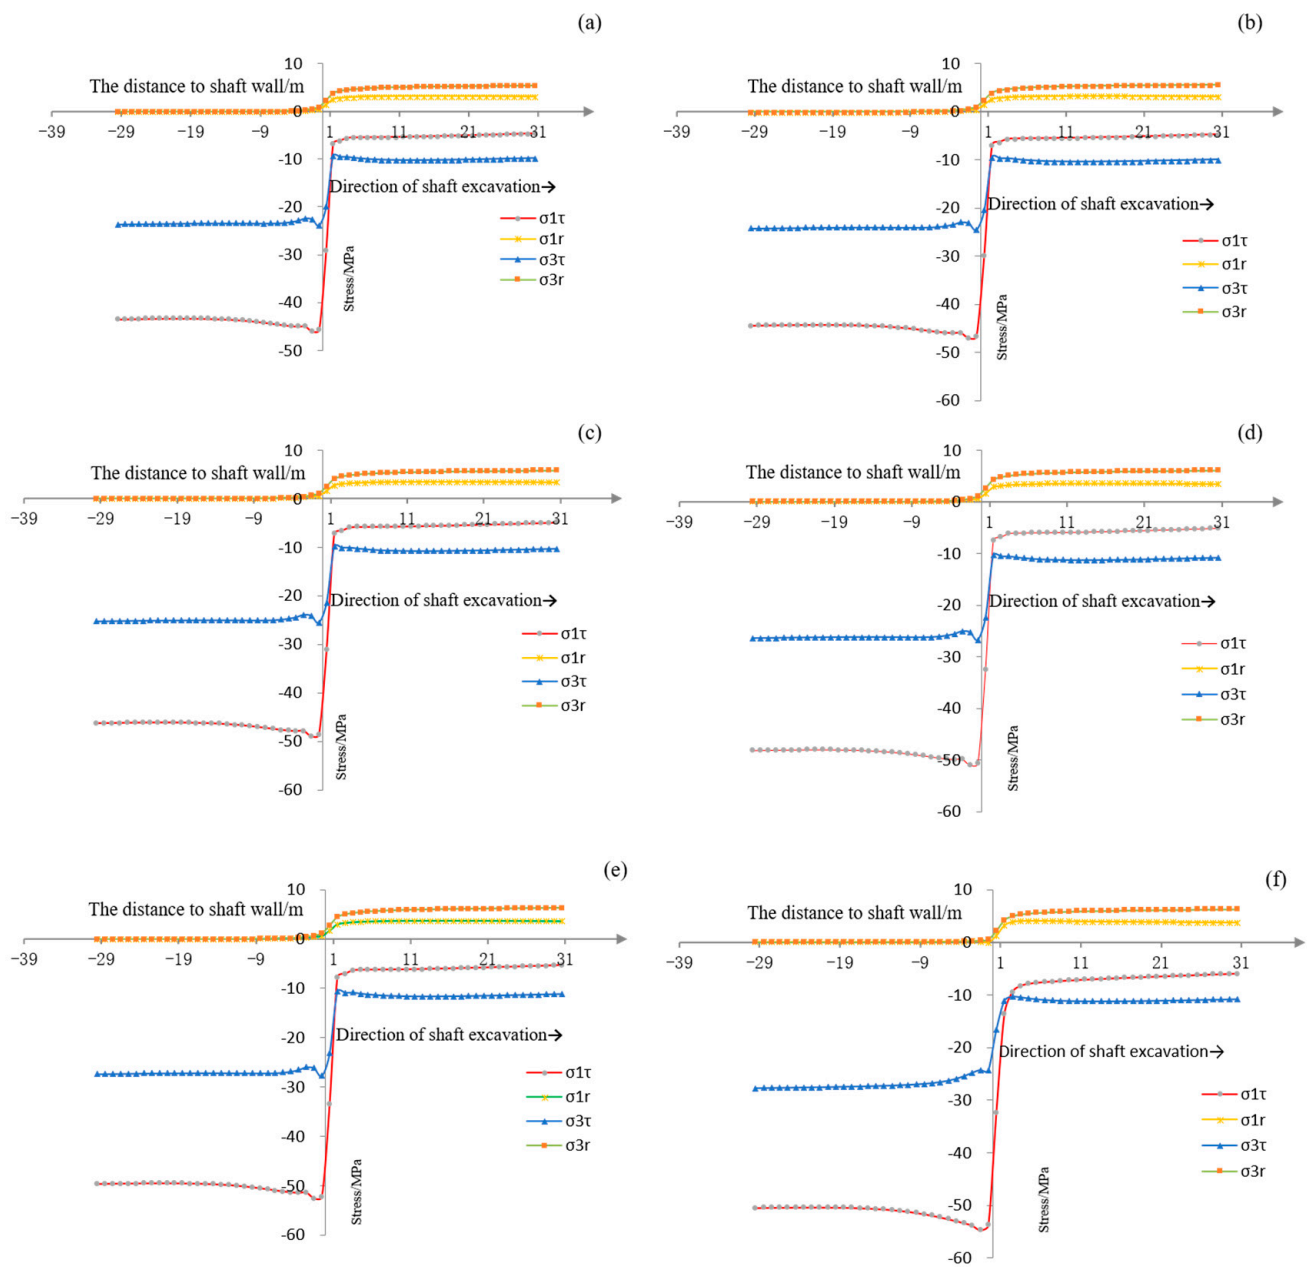 (a)
10
The distance to shaft wall/m
0
−39
−29
−19
−9
1
11
21
31
-10
Direction of shaft excavation→
-20
-30
-40
-50
Stress/MPa
σ1τ
σ1r
σ3τ
σ3r
(b)
10
The distance to shaft wall/m
0
−39
−29
−19
−9
1
11
21
31
-10
Direction of shaft excavation→
-20
-30
-40
-50
-60
Stress/MPa
σ1τ
σ1r
σ3τ
σ3r
(c)
10
The distance to shaft wall/m
0
−39
−29
−19
−9
1
11
21
31
-10
Direction of shaft excavation→
-20
-30
-40
-50
-60
Stress/MPa
σ1τ
σ1r
σ3τ
σ3r
(d)
10
The distance to shaft wall/m
0
−39
−29
−19
−9
1
11
21
31
-10
Direction of shaft excavation→
-20
-30
-40
-50
-60
Stress/MPa
σ1τ
σ1r
σ3τ
σ3r
(e)
10
The distance to shaft wall/m
0
−39
−29
−19
−9
1
11
21
31
-10
Direction of shaft excavation→
-20
-30
-40
-50
-60
Stress/MPa
σ1τ
σ1r
σ3τ
σ3r
(f)
10
The distance to shaft wall/m
0
−39
−29
−19
−9
1
11
21
31
-10
Direction of shaft excavation→
-20
-30
-40
-50
-60
Stress/MPa
σ1τ
σ1r
σ3τ
σ3r